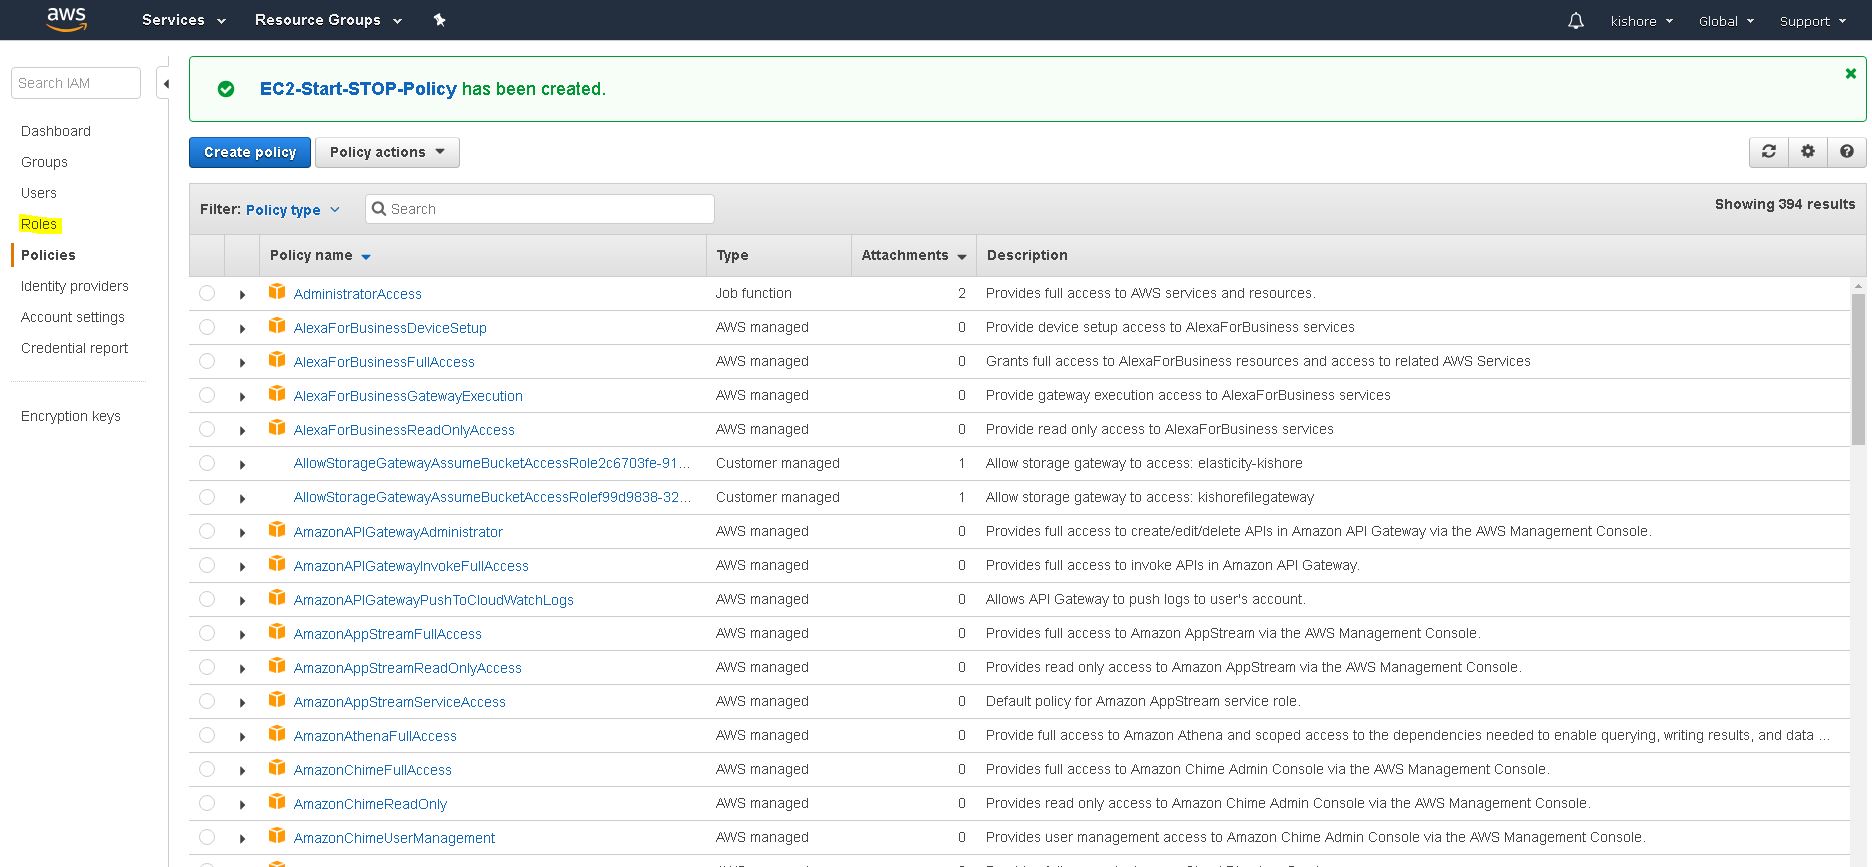 aws Services Resource Groups kishore Global Support
Search IAM
Dashboard
Groups
Users
Roles
Policies
Identity providers
Account settings
Credential report
Encryption keys
EC2-Start-STOP-Policy has been created.
Create policy Policy actions
Filter: Policy type Search Showing 394 results
Policy name Type Attachments Description
AdministratorAccess Job function 2 Provides full access to AWS services and resources.
AlexaForBusinessDeviceSetup AWS managed 0 Provide device setup access to AlexaForBusiness services
AlexaForBusinessFullAccess AWS managed 0 Grants full access to AlexaForBusiness resources and access to related AWS Services
AlexaForBusinessGatewayExecution AWS managed 0 Provide gateway execution access to AlexaForBusiness services
AlexaForBusinessReadOnlyAccess AWS managed 0 Provide read only access to AlexaForBusiness services
AllowStorageGatewayAssumeBucketAccessRole2c6703fe-91... Customer managed 1 Allow storage gateway to access: elasticity-kishore
AllowStorageGatewayAssumeBucketAccessRolef99d9838-32... Customer managed 1 Allow storage gateway to access: kishorefilegateway
AmazonAPIGatewayAdministrator AWS managed 0 Provides full access to create/edit/delete APIs in Amazon API Gateway via the AWS Management Console.
AmazonAPIGatewayInvokeFullAccess AWS managed 0 Provides full access to invoke APIs in Amazon API Gateway.
AmazonAPIGatewayPushToCloudWatchLogs AWS managed 0 Allows API Gateway to push logs to user's account.
AmazonAppStreamFullAccess AWS managed 0 Provides full access to Amazon AppStream via the AWS Management Console.
AmazonAppStreamReadOnlyAccess AWS managed 0 Provides read only access to Amazon AppStream via the AWS Management Console.
AmazonAppStreamServiceAccess AWS managed 0 Default policy for Amazon AppStream service role.
AmazonAthenaFullAccess AWS managed 0 Provide full access to Amazon Athena and scoped access to the dependencies needed to enable querying, writing results, and data ...
AmazonChimeFullAccess AWS managed 0 Provides full access to Amazon Chime Admin Console via the AWS Management Console.
AmazonChimeReadOnly AWS managed 0 Provides read only access to Amazon Chime Admin Console via the AWS Management Console.
AmazonChimeUserManagement AWS managed 0 Provides user management access to Amazon Chime Admin Console via the AWS Management Console.